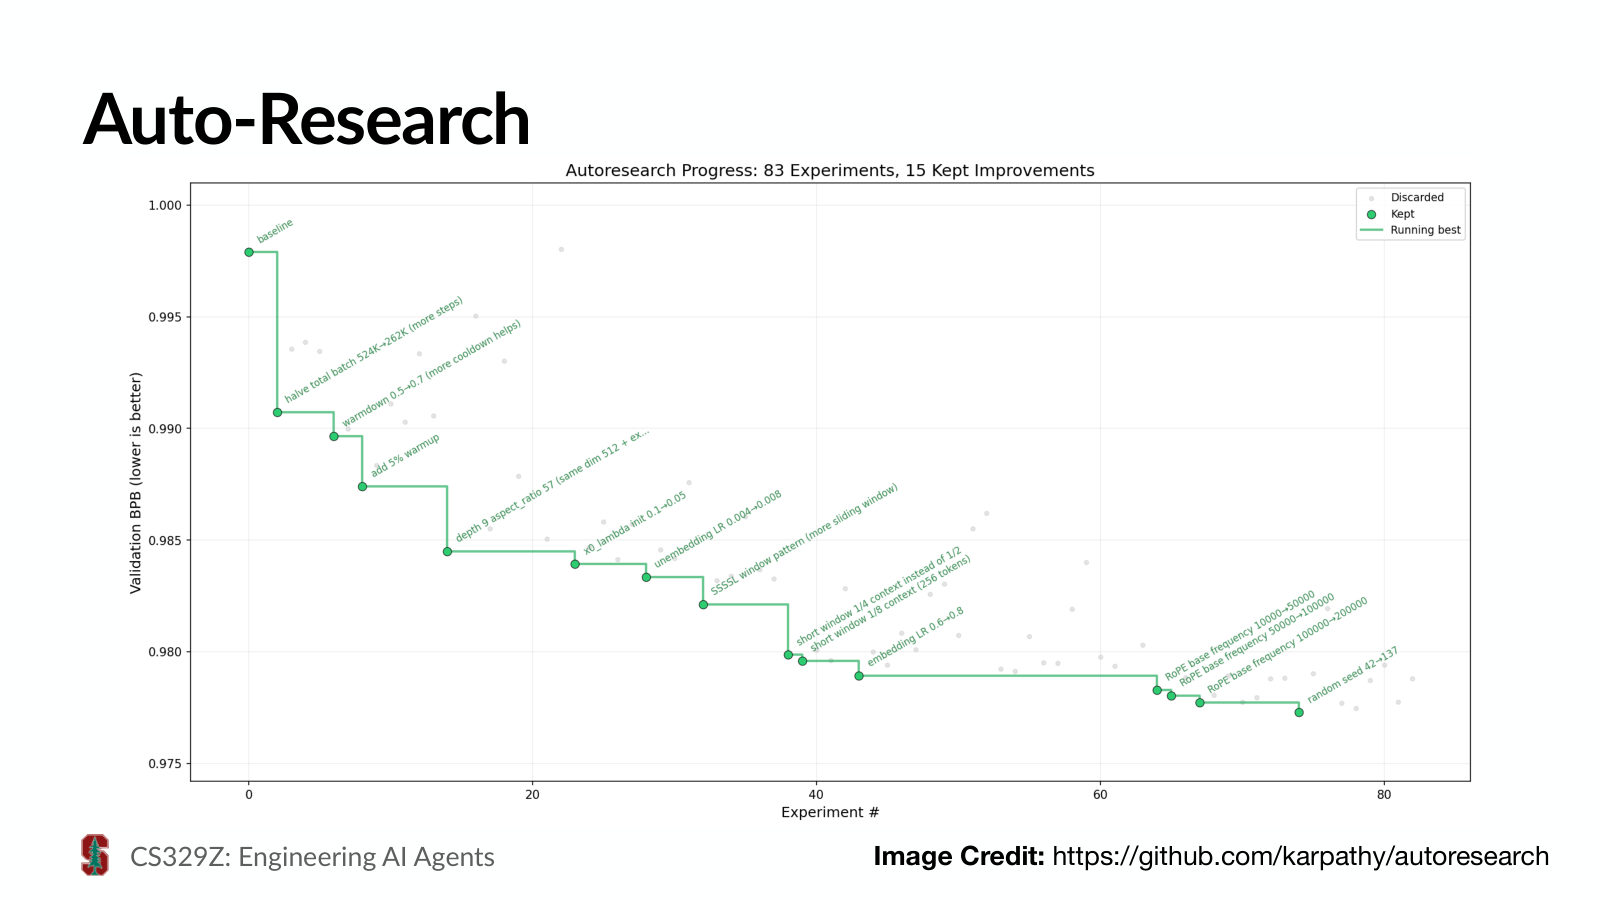 Auto-Research
Autoresearch Progress: 83 Experiments, 15 Kept Improvements
Discarded
Kept
Running best
Validation BPB (lower is better)
1.000
0.995
0.990
0.985
0.980
0.975
baseline
halve total batch 524K→262K (more steps)
warmdown 0.5→0.7 (more cooldown helps)
add 5% warmup
depth 9 aspect_ratio 57 (same dim 512 + ex...
x0_lambda init 0.1→0.05
unembedding LR 0.004→0.008
SSSSL window pattern (more sliding window)
short window 1/4 context instead of 1/2
short window 1/8 context (256 tokens)
embedding LR 0.6→0.8
RoPE base frequency 10000→50000
RoPE base frequency 50000→100000
RoPE base frequency 100000→200000
random seed 42→137
0
20
40
60
80
Experiment #
CS329Z: Engineering AI Agents
Image Credit: https://github.com/karpathy/autoresearch